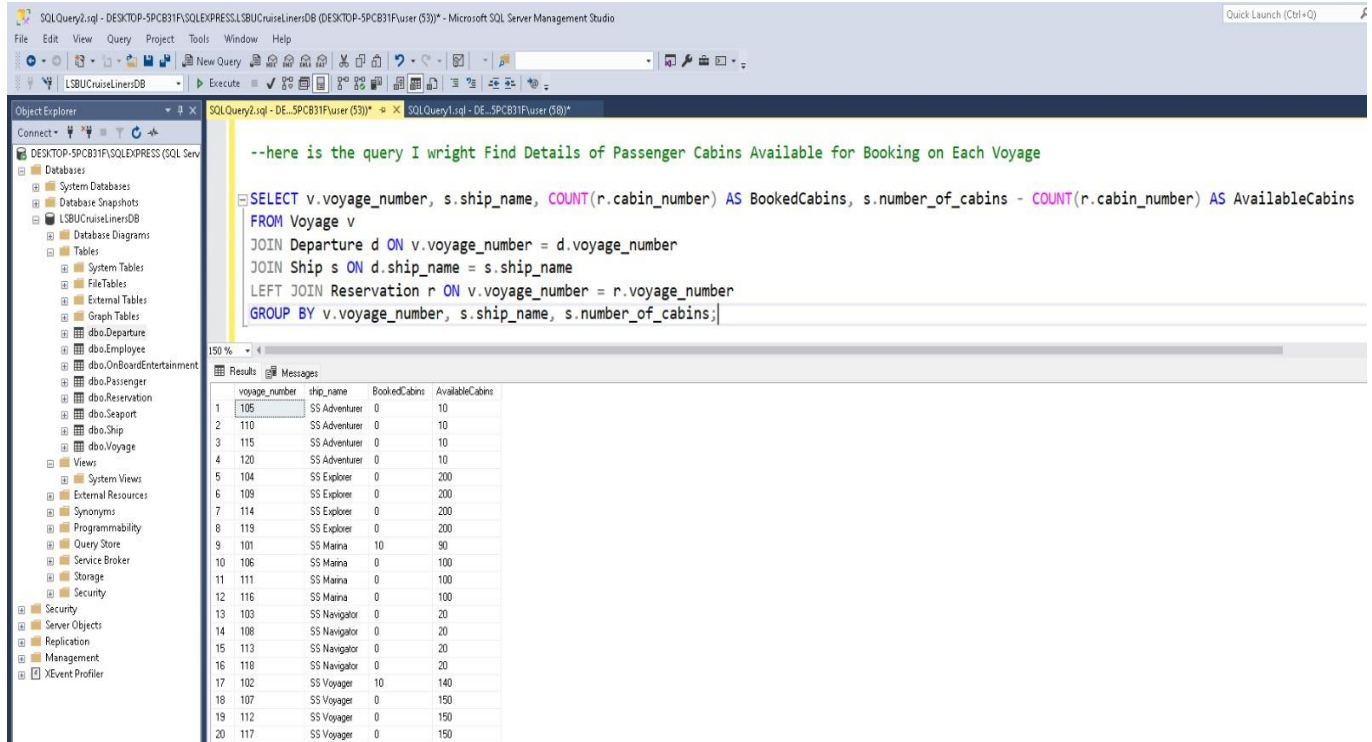 SQLQuery2.sql - DESKTOP-5PCB31F\SQLEXPRESS.LSBUCruiseLinersDB (DESKTOP-5PCB31F\user (53))* - Microsoft SQL Server Management Studio
Quick Launch (Ctrl+Q)
File Edit View Query Project Tools Window Help
New Query
LSBUCruiseLinersDB
Execute
Object Explorer
Connect
DESKTOP-5PCB31F\SQLEXPRESS (SQL Serv
Databases
System Databases
Database Snapshots
LSBUCruiseLinersDB
Database Diagrams
Tables
System Tables
FileTables
External Tables
Graph Tables
dbo.Departure
dbo.Employee
dbo.OnBoardEntertainment
dbo.Passenger
dbo.Reservation
dbo.Seaport
dbo.Ship
dbo.Voyage
Views
System Views
External Resources
Synonyms
Programmability
Query Store
Service Broker
Storage
Security
Security
Server Objects
Replication
Management
XEvent Profiler
SQLQuery2.sql - DE...5PCB31F\user (53))* SQLQuery1.sql - DE...5PCB31F\user (58))*
--here is the query I wright Find Details of Passenger Cabins Available for Booking on Each Voyage
SELECT v.voyage_number, s.ship_name, COUNT(r.cabin_number) AS BookedCabins, s.number_of_cabins - COUNT(r.cabin_number) AS AvailableCabins
FROM Voyage v
JOIN Departure d ON v.voyage_number = d.voyage_number
JOIN Ship s ON d.ship_name = s.ship_name
LEFT JOIN Reservation r ON v.voyage_number = r.voyage_number
GROUP BY v.voyage_number, s.ship_name, s.number_of_cabins;
150 %
Results Messages
voyage_number ship_name BookedCabins AvailableCabins
1 105 SS Adventurer 0 10
2 110 SS Adventurer 0 10
3 115 SS Adventurer 0 10
4 120 SS Adventurer 0 10
5 104 SS Explorer 0 200
6 109 SS Explorer 0 200
7 114 SS Explorer 0 200
8 119 SS Explorer 0 200
9 101 SS Marina 10 90
10 106 SS Marina 0 100
11 111 SS Marina 0 100
12 116 SS Marina 0 100
13 103 SS Navigator 0 20
14 108 SS Navigator 0 20
15 113 SS Navigator 0 20
16 118 SS Navigator 0 20
17 102 SS Voyager 10 140
18 107 SS Voyager 0 150
19 112 SS Voyager 0 150
20 117 SS Voyager 0 150